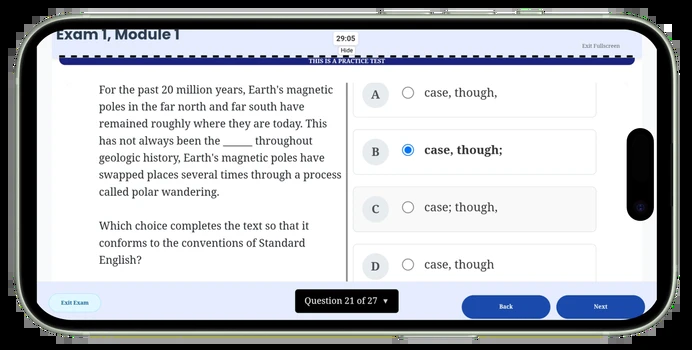 Exam 1, Module 1
29:05
Hide
Exit Fullscreen
THIS IS A PRACTICE TEST
For the past 20 million years, Earth's magnetic
poles in the far north and far south have
remained roughly where they are today. This
has not always been the ______ throughout
geologic history, Earth's magnetic poles have
swapped places several times through a process
called polar wandering.
Which choice completes the text so that it
conforms to the conventions of Standard
English?
A case, though,
B case, though;
C case; though,
D case, though
Exit Exam
Question 21 of 27 ▼
Back
Next